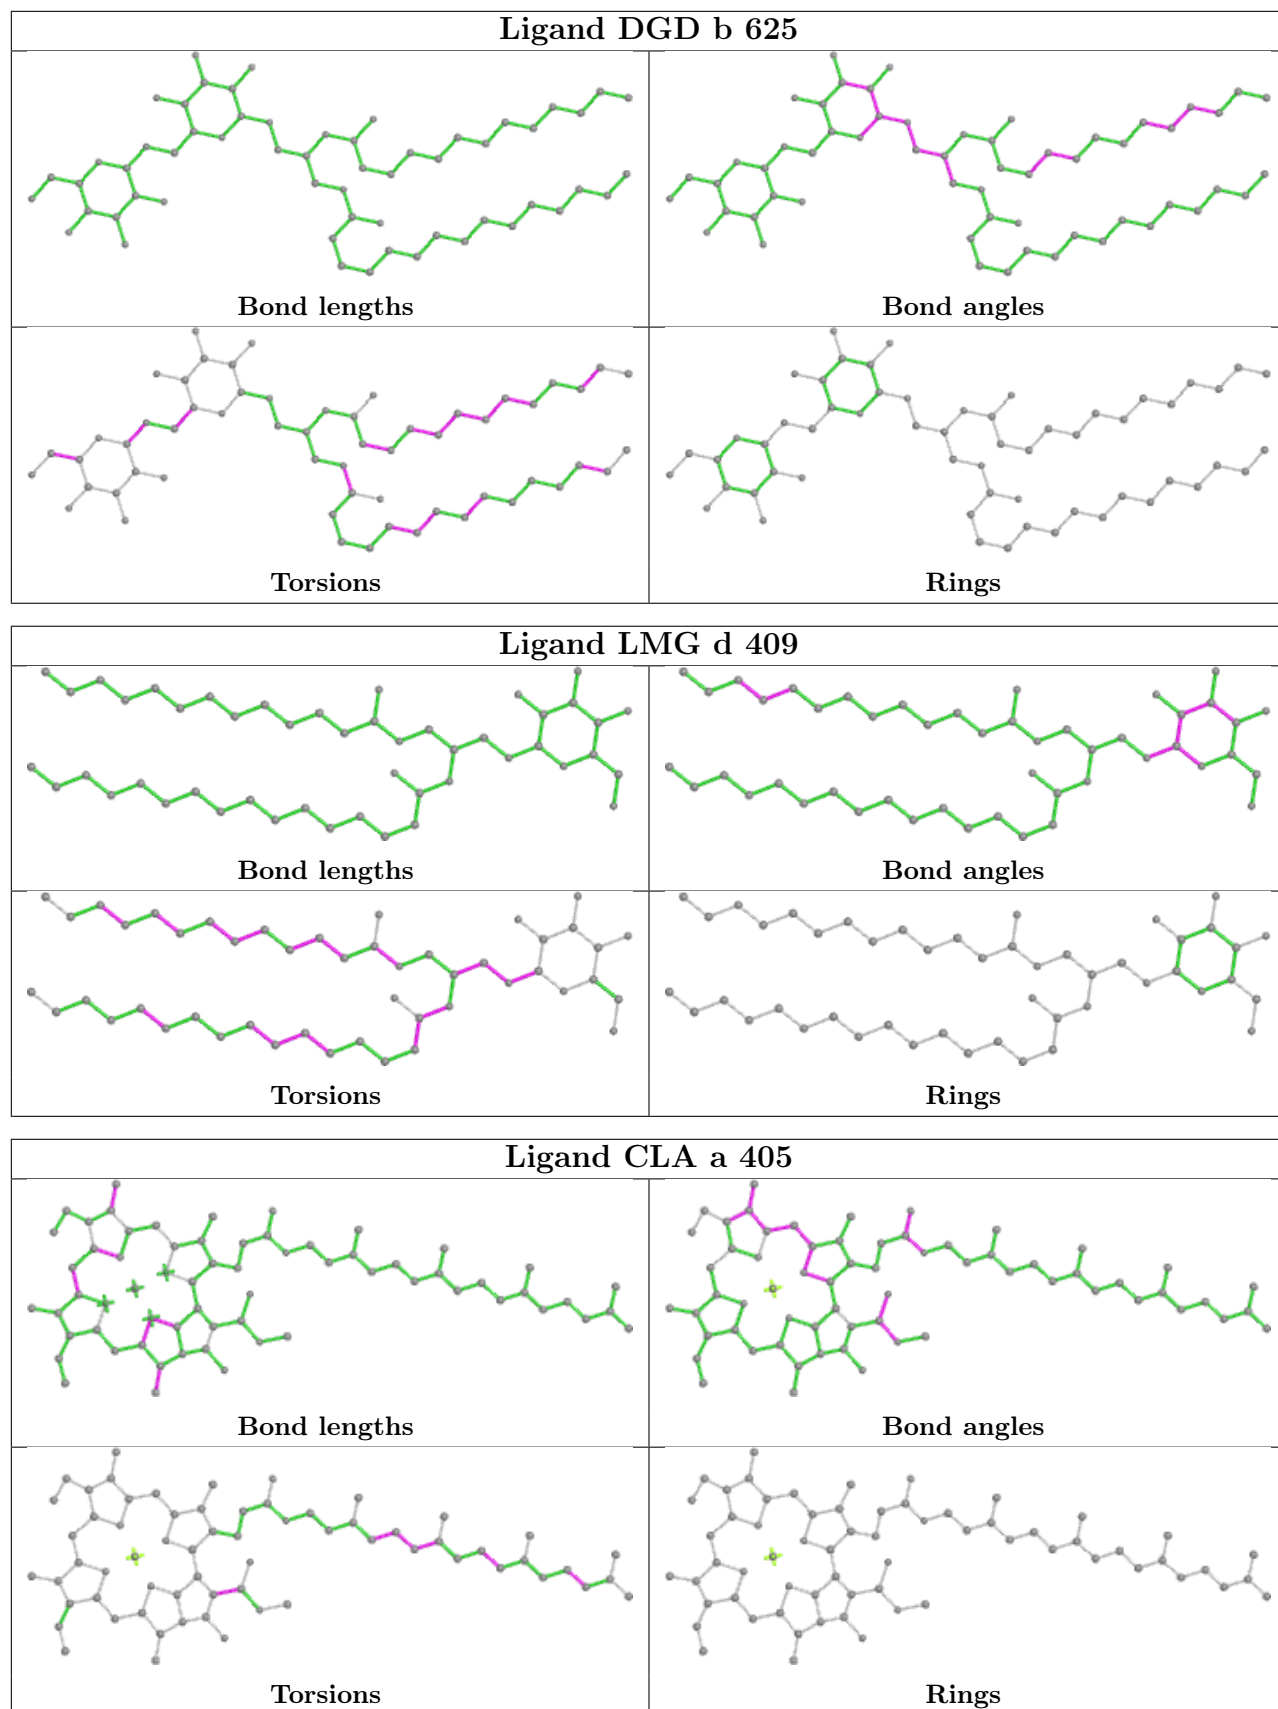 Ligand DGD b 625
Bond lengths
Bond angles
Torsions
Rings
Ligand LMG d 409
Bond lengths
Bond angles
Torsions
Rings
Ligand CLA a 405
Bond lengths
Bond angles
Torsions
Rings